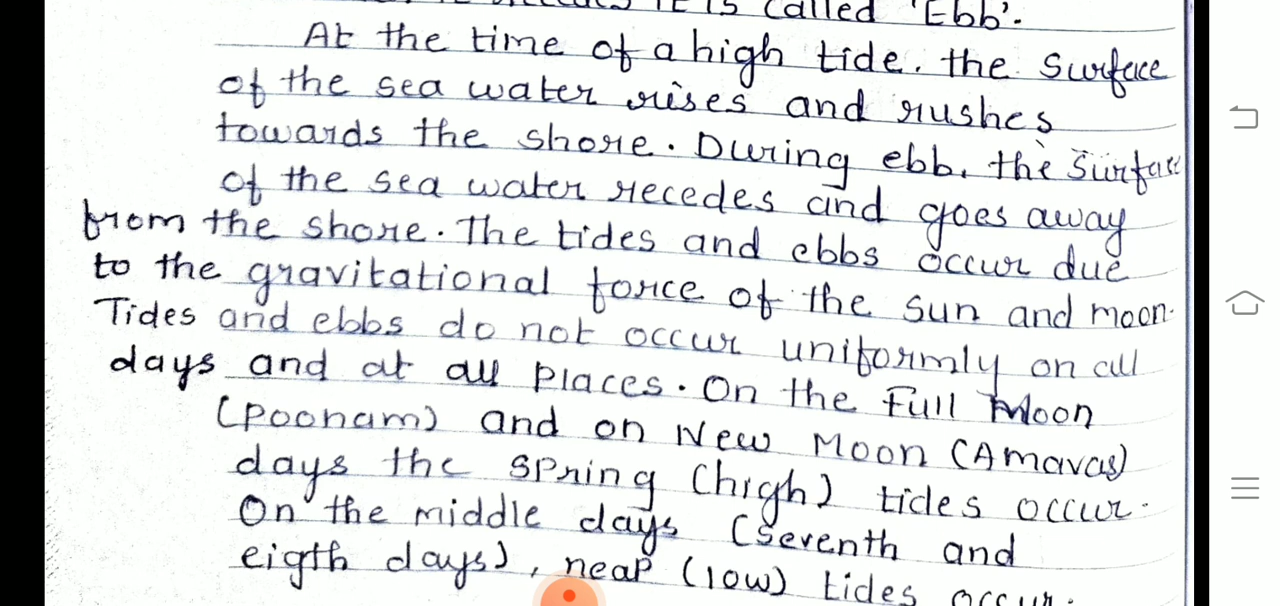 is called 'Ebb'.
At the time of a high tide. the surface
of the sea water rises and rushes
towards the shore. During ebb, the surface
of the sea water recedes and goes away
from the shore. The tides and ebbs occur due
to the gravitational force of the sun and moon.
Tides and ebbs do not occur uniformly on all
days and at all places. On the Full Moon
(Poonam) and on New Moon (Amavas)
days the spring (high) tides occur.
On the middle days (seventh and
eigth days), neap (low) tides occur.